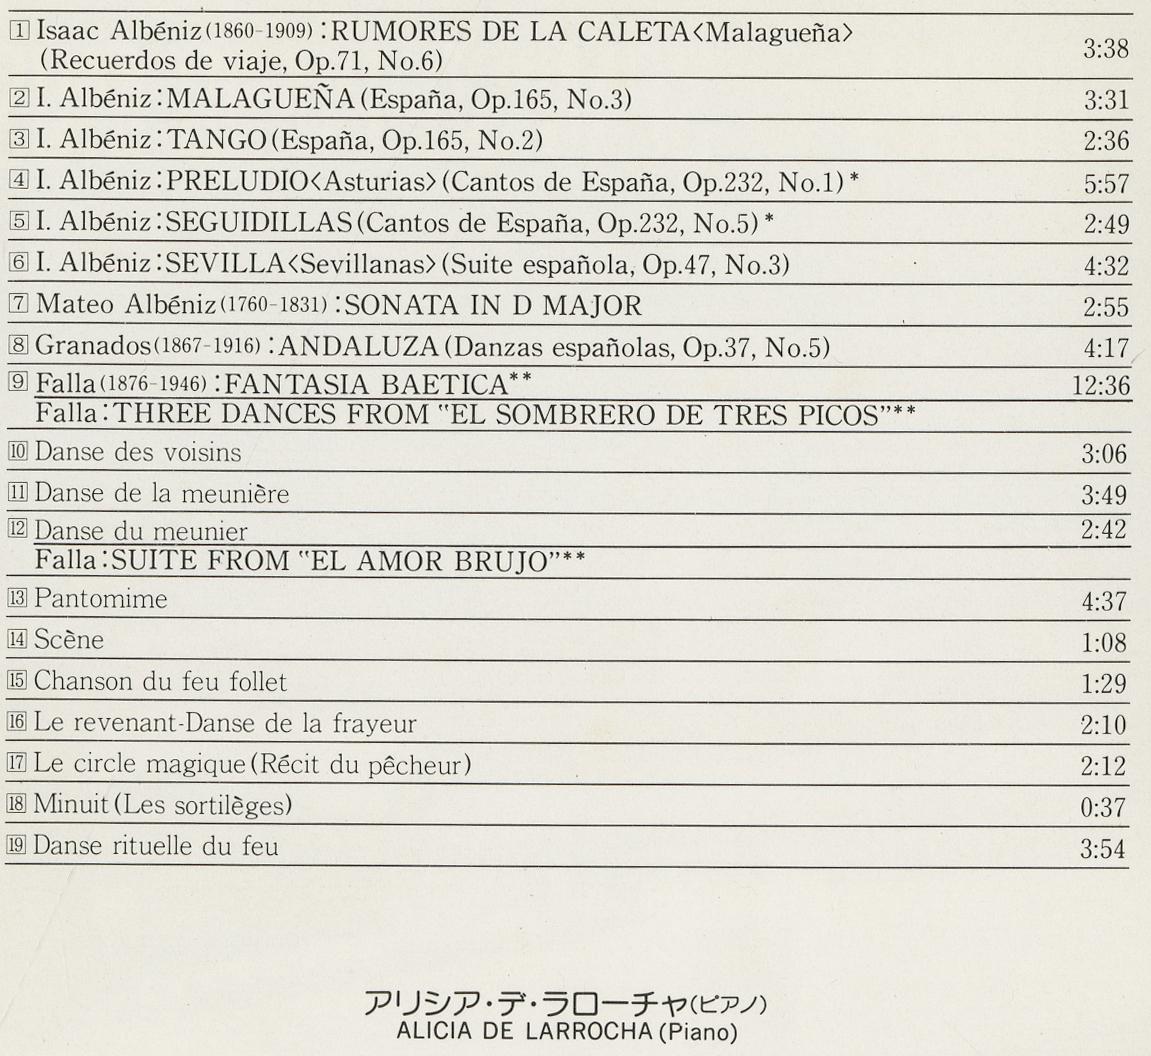 1 Isaac Albéniz(1860-1909):RUMORES DE LA CALETA<Malagueña>
(Recuerdos de viaje, Op.71, No.6) 3:38
2 I. Albéniz:MALAGUEÑA(España, Op.165, No.3) 3:31
3 I. Albéniz:TANGO(España, Op.165, No.2) 2:36
4 I. Albéniz:PRELUDIO<Asturias>(Cantos de España, Op.232, No.1)* 5:57
5 I. Albéniz:SEGUIDILLAS(Cantos de España, Op.232, No.5)* 2:49
6 I. Albéniz:SEVILLA<Sevillanas>(Suite española, Op.47, No.3) 4:32
7 Mateo Albéniz(1760-1831):SONATA IN D MAJOR 2:55
8 Granados(1867-1916):ANDALUZA(Danzas españolas, Op.37, No.5) 4:17
9 Falla(1876-1946):FANTASIA BAETICA** 12:36
Falla:THREE DANCES FROM "EL SOMBRERO DE TRES PICOS"**
10 Danse des voisins 3:06
11 Danse de la meunière 3:49
12 Danse du meunier 2:42
Falla:SUITE FROM "EL AMOR BRUJO"**
13 Pantomime 4:37
14 Scène 1:08
15 Chanson du feu follet 1:29
16 Le revenant-Danse de la frayeur 2:10
17 Le circle magique(Récit du pêcheur) 2:12
18 Minuit(Les sortilèges) 0:37
19 Danse rituelle du feu 3:54
アリシア・デ・ラローチャ(ピアノ)
ALICIA DE LARROCHA(Piano)